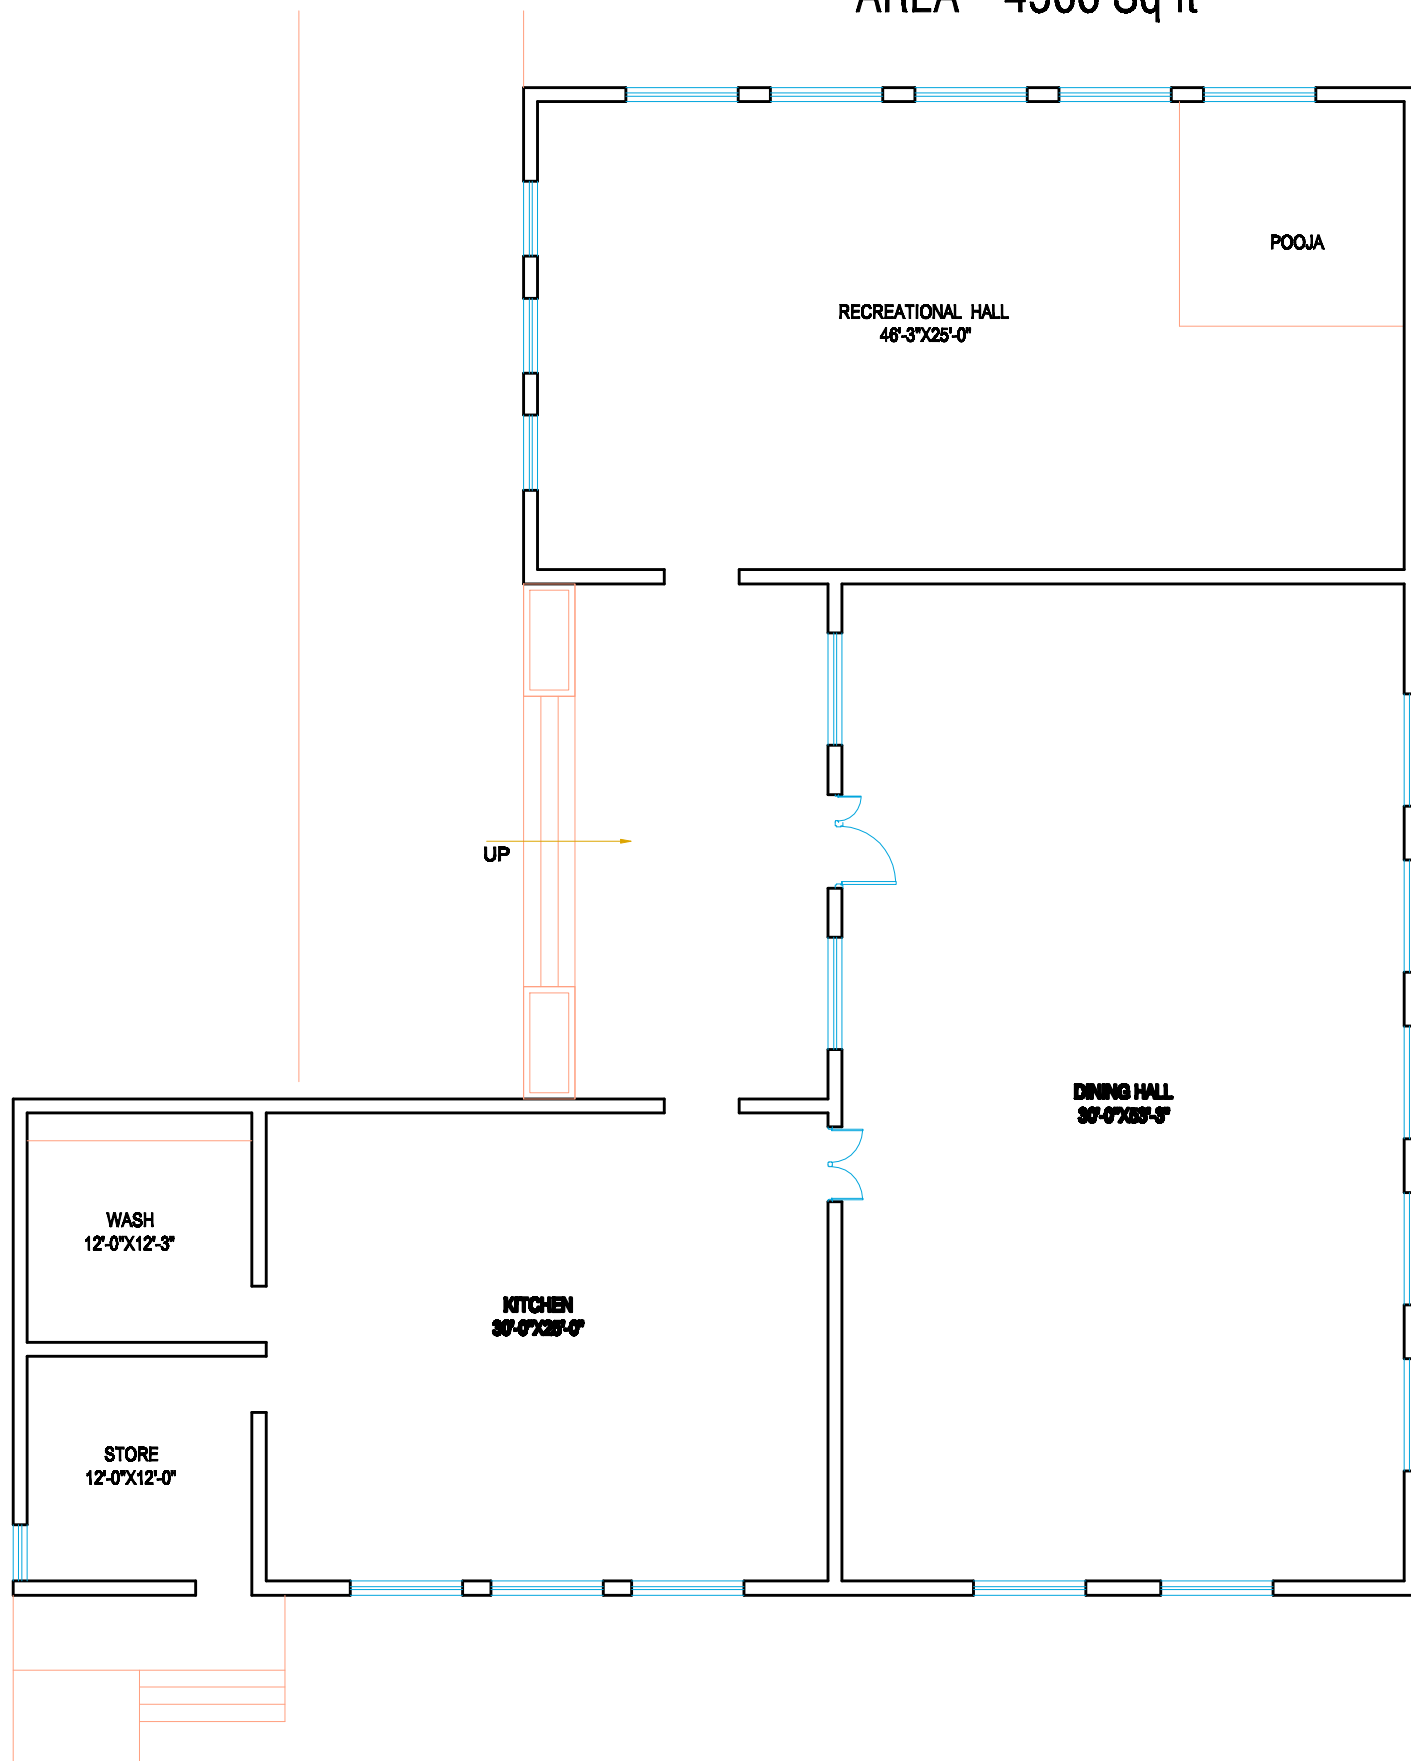 POOJA
RECREATIONAL HALL
46'-3"X25'-0"
UP
DINING HALL
30'-0"X53'-3"
WASH
12'-0"X12'-3"
KITCHEN
30'-0"X25'-0"
STORE
12'-0"X12'-0"